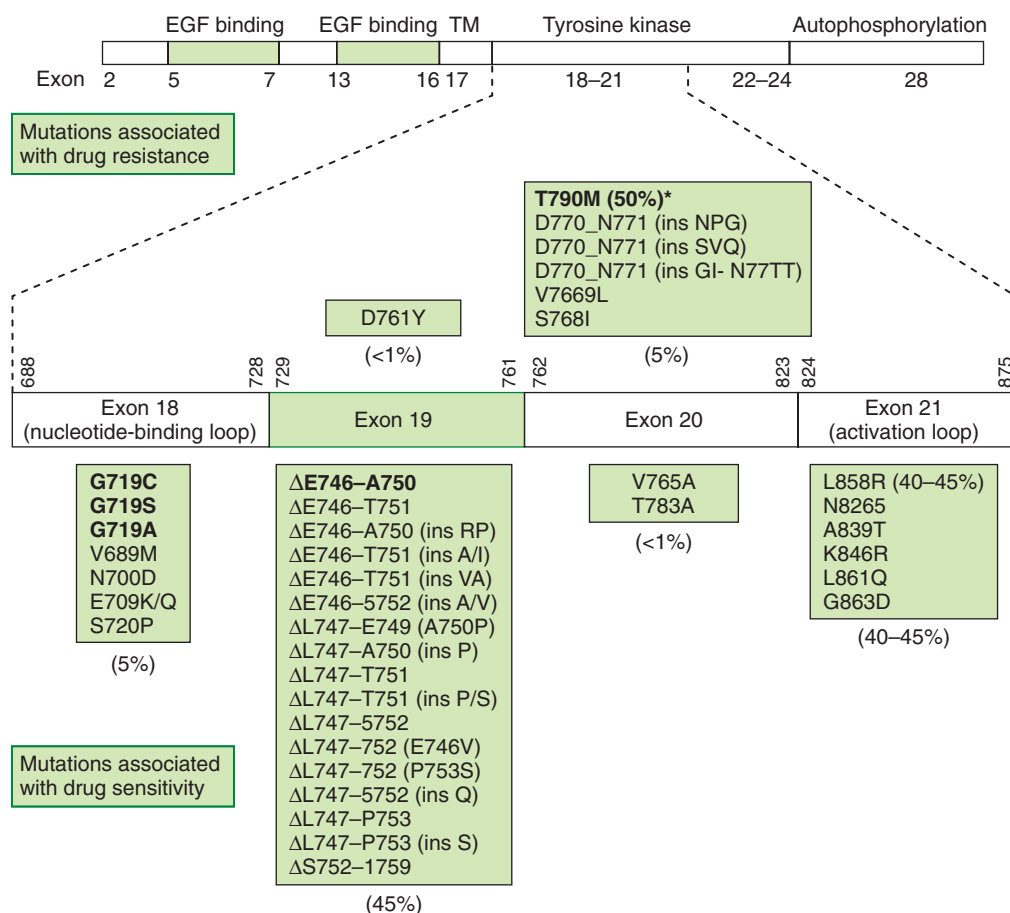 EGF binding EGF binding TM Tyrosine kinase Autophosphorylation
Exon 2 5 7 13 16 17 18–21 22–24 28
Mutations associated
with drug resistance
T790M (50%)*
D770_N771 (ins NPG)
D770_N771 (ins SVQ)
D770_N771 (ins GI- N77TT)
V7669L
S768I
(5%)
D761Y
(<1%)
688 728 729 761 762 823 824 875
Exon 18
(nucleotide-binding loop)
Exon 19
Exon 20
Exon 21
(activation loop)
G719C
G719S
G719A
V689M
N700D
E709K/Q
S720P
(5%)
ΔE746–A750
ΔE746–T751
ΔE746–A750 (ins RP)
ΔE746–T751 (ins A/I)
ΔE746–T751 (ins VA)
ΔE746–5752 (ins A/V)
ΔL747–E749 (A750P)
ΔL747–A750 (ins P)
ΔL747–T751
ΔL747–T751 (ins P/S)
ΔL747–5752
ΔL747–752 (E746V)
ΔL747–752 (P753S)
ΔL747–5752 (ins Q)
ΔL747–P753
ΔL747–P753 (ins S)
ΔS752–1759
(45%)
V765A
T783A
(<1%)
L858R (40–45%)
N8265
A839T
K846R
L861Q
G863D
(40–45%)
Mutations associated
with drug sensitivity